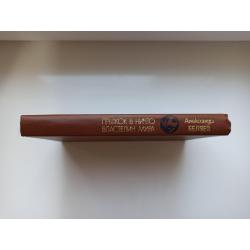 ПРЫЖОК В НИЧТО
ВЛАСТЕЛИН МИРА
Александр
БЕЛЯЕВ